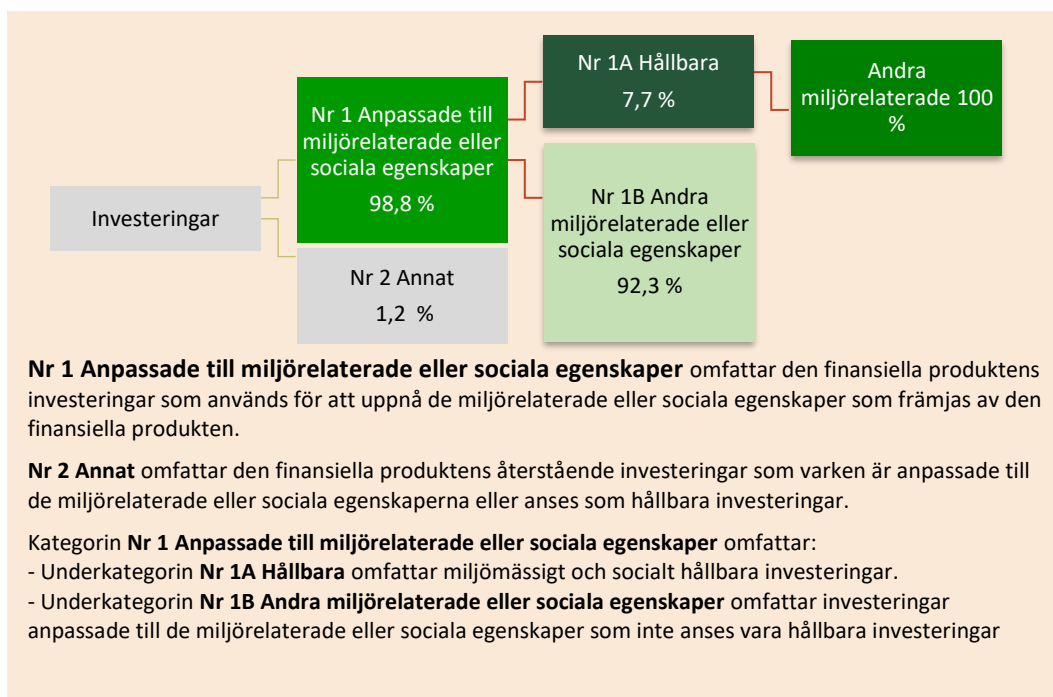 Investeringar
Nr 1 Anpassade till
miljörelaterade eller
sociala egenskaper
98,8 %
Nr 2 Annat
1,2 %
Nr 1A Hållbara
7,7 %
Nr 1B Andra
miljörelaterade eller
sociala egenskaper
92,3 %
Andra
miljörelaterade 100
%
Nr 1 Anpassade till miljörelaterade eller sociala egenskaper omfattar den finansiella produktens
investeringar som används för att uppnå de miljörelaterade eller sociala egenskaper som främjas av den
finansiella produkten.
Nr 2 Annat omfattar den finansiella produktens återstående investeringar som varken är anpassade till
de miljörelaterade eller sociala egenskaperna eller anses som hållbara investeringar.
Kategorin Nr 1 Anpassade till miljörelaterade eller sociala egenskaper omfattar:
- Underkategorin Nr 1A Hållbara omfattar miljömässigt och socialt hållbara investeringar.
- Underkategorin Nr 1B Andra miljörelaterade eller sociala egenskaper omfattar investeringar
anpassade till de miljörelaterade eller sociala egenskaper som inte anses vara hållbara investeringar